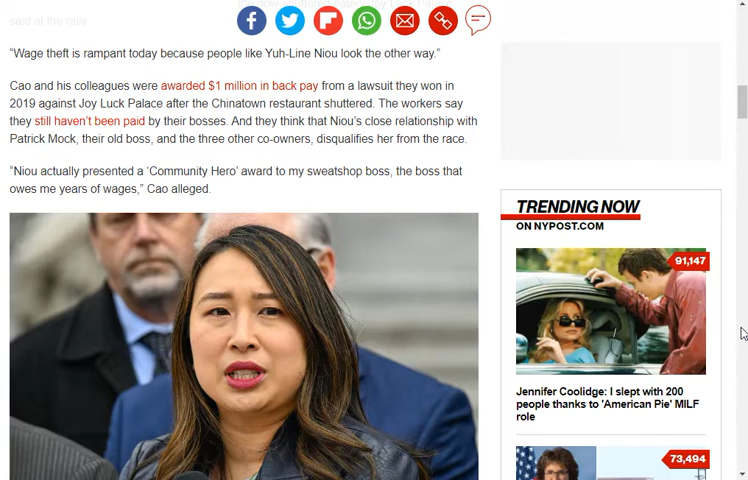 said at the rally.
“Wage theft is rampant today because people like Yuh-Line Niou look the other way.”
Cao and his colleagues were awarded $1 million in back pay from a lawsuit they won in
2019 against Joy Luck Palace after the Chinatown restaurant shuttered. The workers say
they still haven’t been paid by their bosses. And they think that Niou’s close relationship with
Patrick Mock, their old boss, and the three other co-owners, disqualifies her from the race.
“Niou actually presented a ‘Community Hero’ award to my sweatshop boss, the boss that
owes me years of wages,” Cao alleged.
TRENDING NOW
ON NYPOST.COM
91,147
Jennifer Coolidge: I slept with 200
people thanks to 'American Pie' MILF
role
73,494